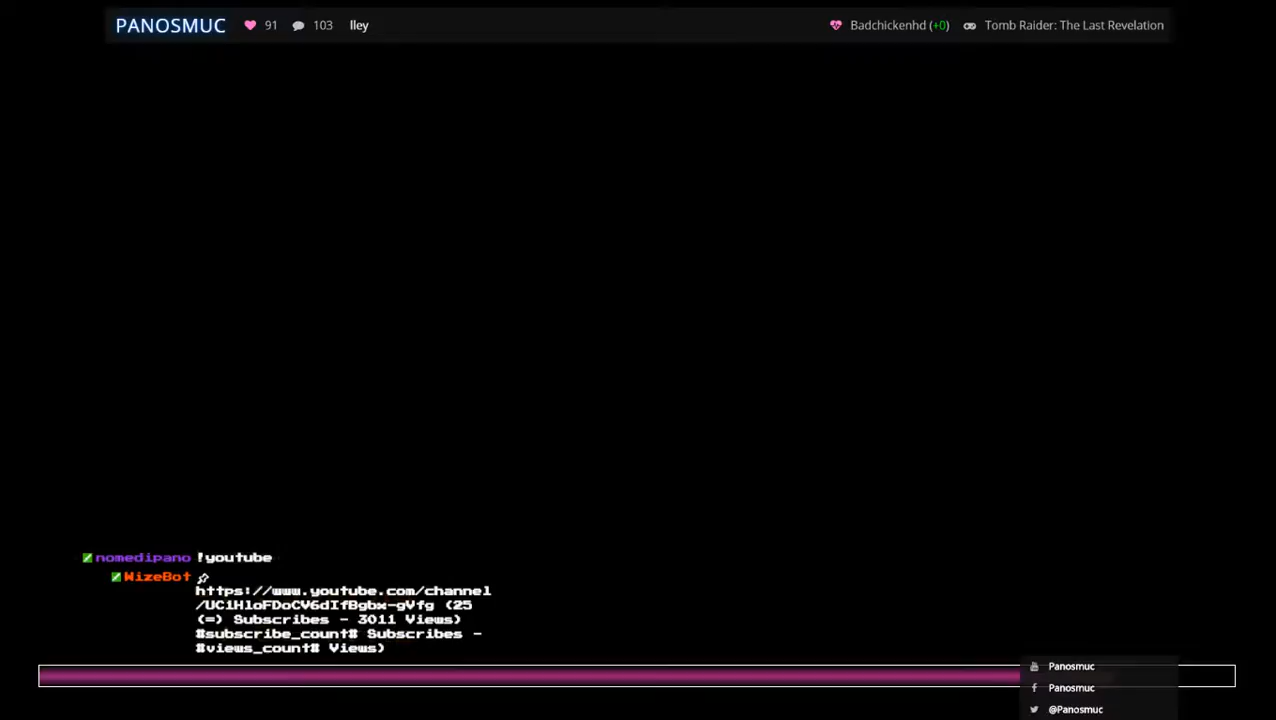 PANOSMUC 91 103 lley Badchickenhd (+0) Tomb Raider: The Last Revelation
nomedipano !youtube
WizeBot
https://www.youtube.com/channel
/UC1HloFDoCV6dIfBgbx-gVfg (25
(=) Subscribes - 3011 Views)
#subscribe_count# Subscribes -
#views_count# Views)
Panosmuc
Panosmuc
@Panosmuc